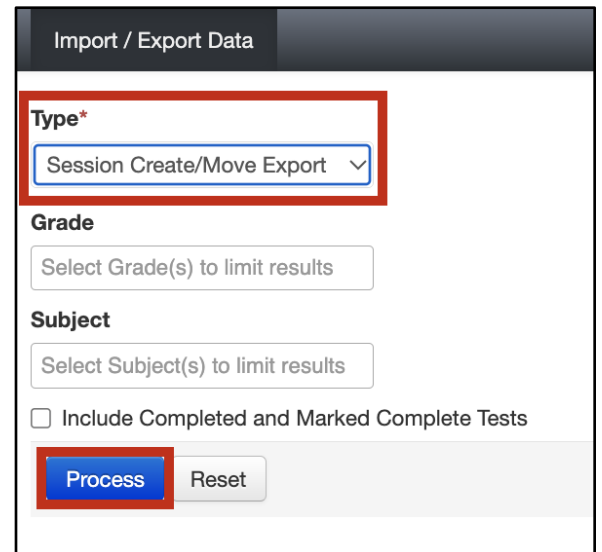 Import / Export Data
Type*
Session Create/Move Export
Grade
Select Grade(s) to limit results
Subject
Select Subject(s) to limit results
Include Completed and Marked Complete Tests
Process Reset